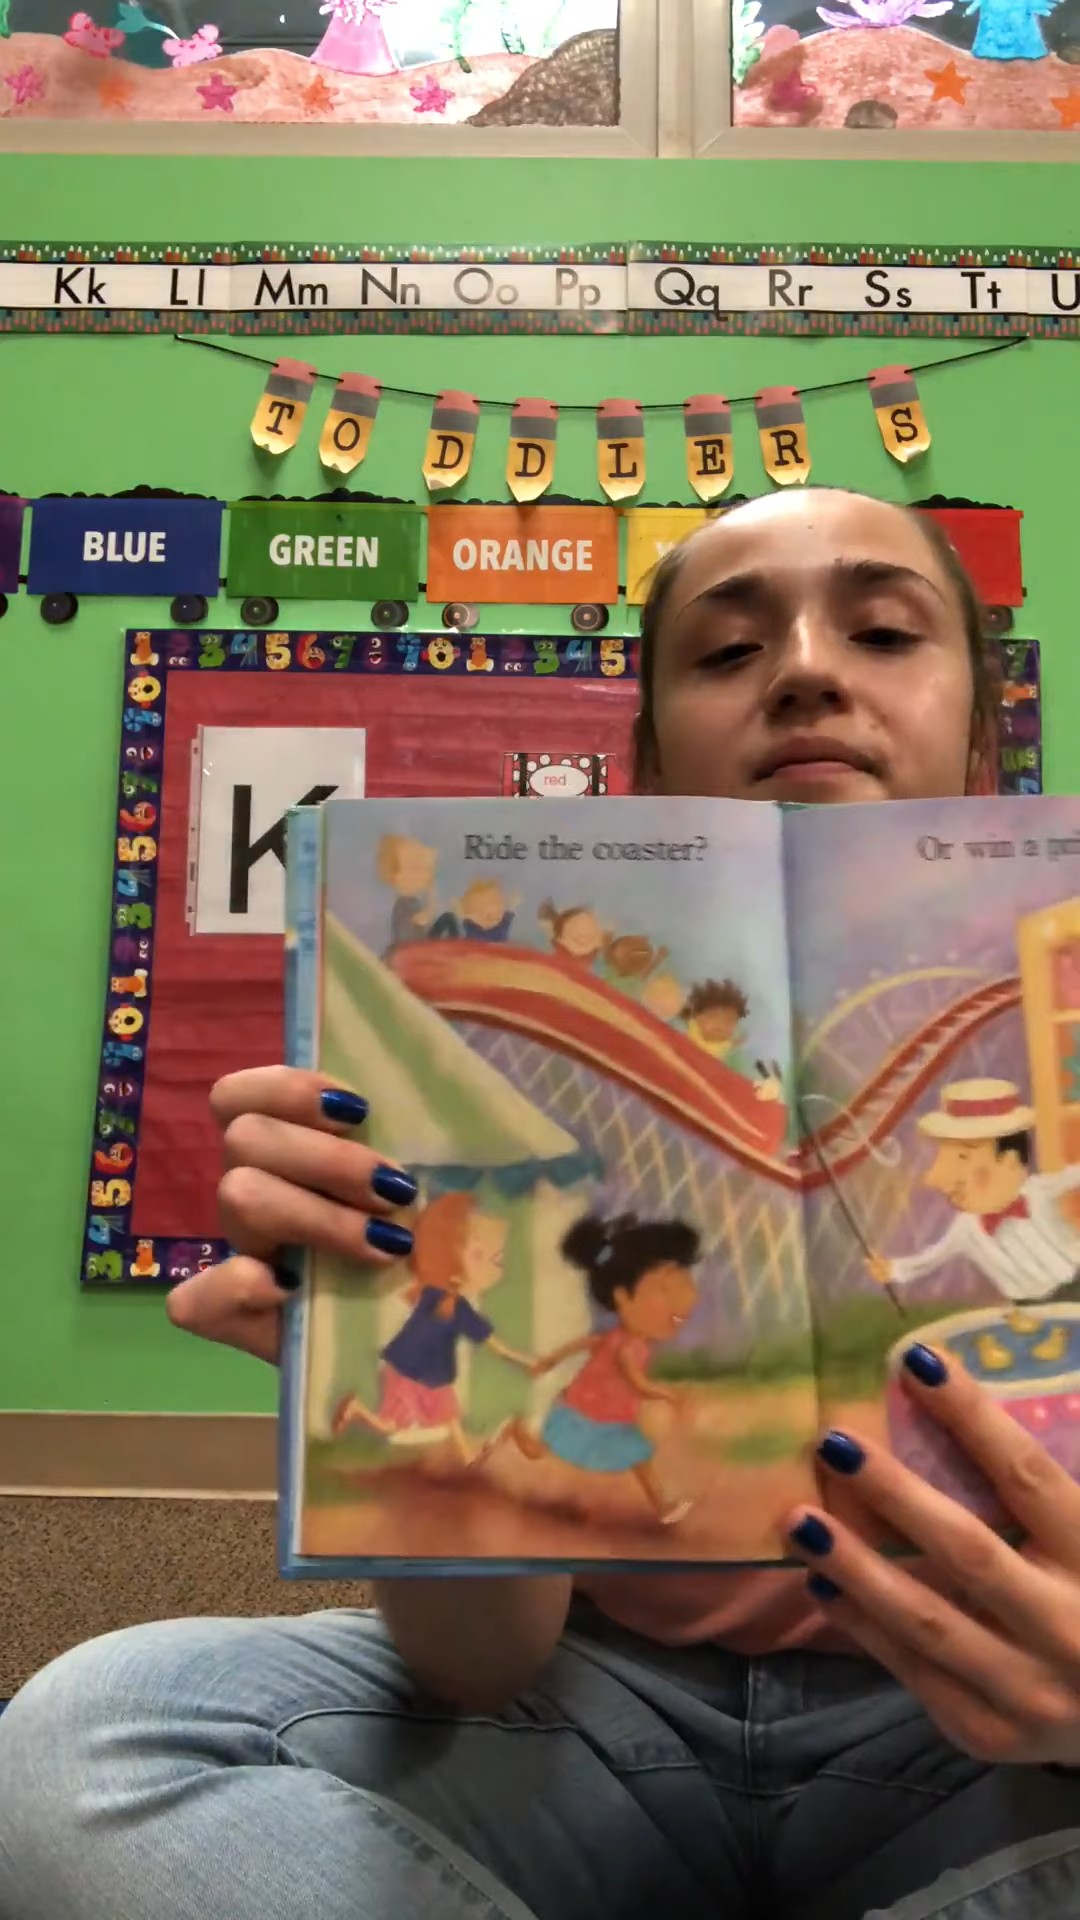 Kk Ll Mm Nn Oo Pp Qq Rr Ss Tt U
TODDLERS
BLUE GREEN ORANGE
red
K
Ride the coaster?
Or win a